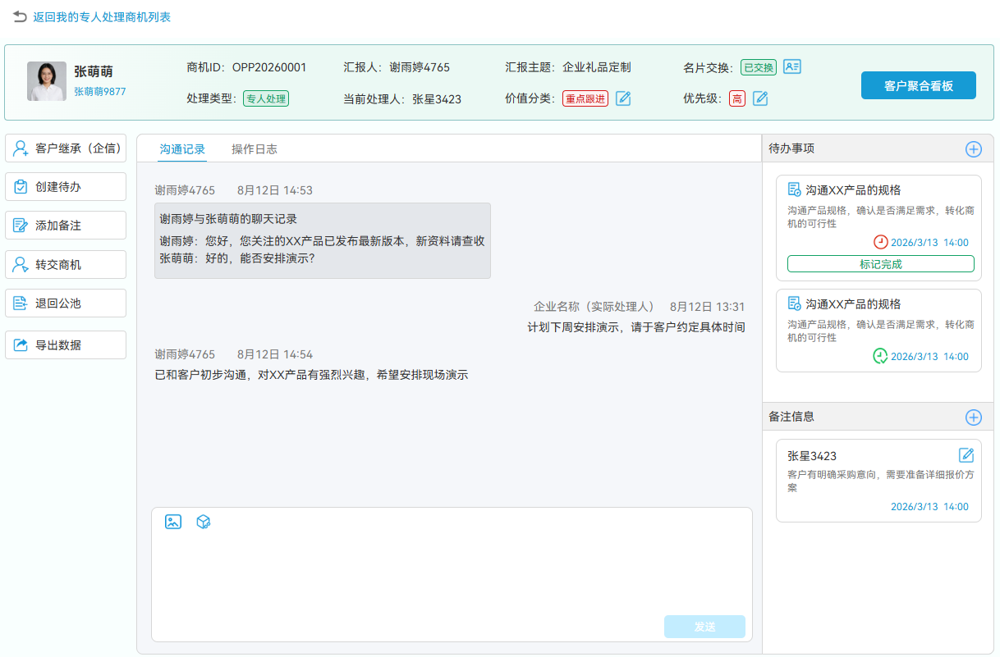 返回我的专人处理商机列表
张萌萌
张萌萌9877
商机ID：OPP20260001
汇报人：谢雨婷4765
汇报主题：企业礼品定制
名片交换：已交换
处理类型：专人处理
当前处理人：张星3423
价值分类：重点跟进
优先级：高
客户聚合看板
客户继承（企信）
创建待办
添加备注
转交商机
退回公池
导出数据
沟通记录
操作日志
谢雨婷4765 8月12日 14:53
谢雨婷与张萌萌的聊天记录
谢雨婷：您好，您关注的XX产品已发布最新版本，新资料请查收
张萌萌：好的，能否安排演示？
企业名称（实际处理人） 8月12日 13:31
计划下周安排演示，请于客户约定具体时间
谢雨婷4765 8月12日 14:54
已和客户初步沟通，对XX产品有强烈兴趣，希望安排现场演示
发送
待办事项
沟通XX产品的规格
沟通产品规格，确认是否满足需求，转化商
机的可行性
2026/3/13 14:00
标记完成
沟通XX产品的规格
沟通产品规格，确认是否满足需求，转化商
机的可行性
2026/3/13 14:00
备注信息
张星3423
客户有明确采购意向，需要准备详细报价方
案
2026/3/13 14:00